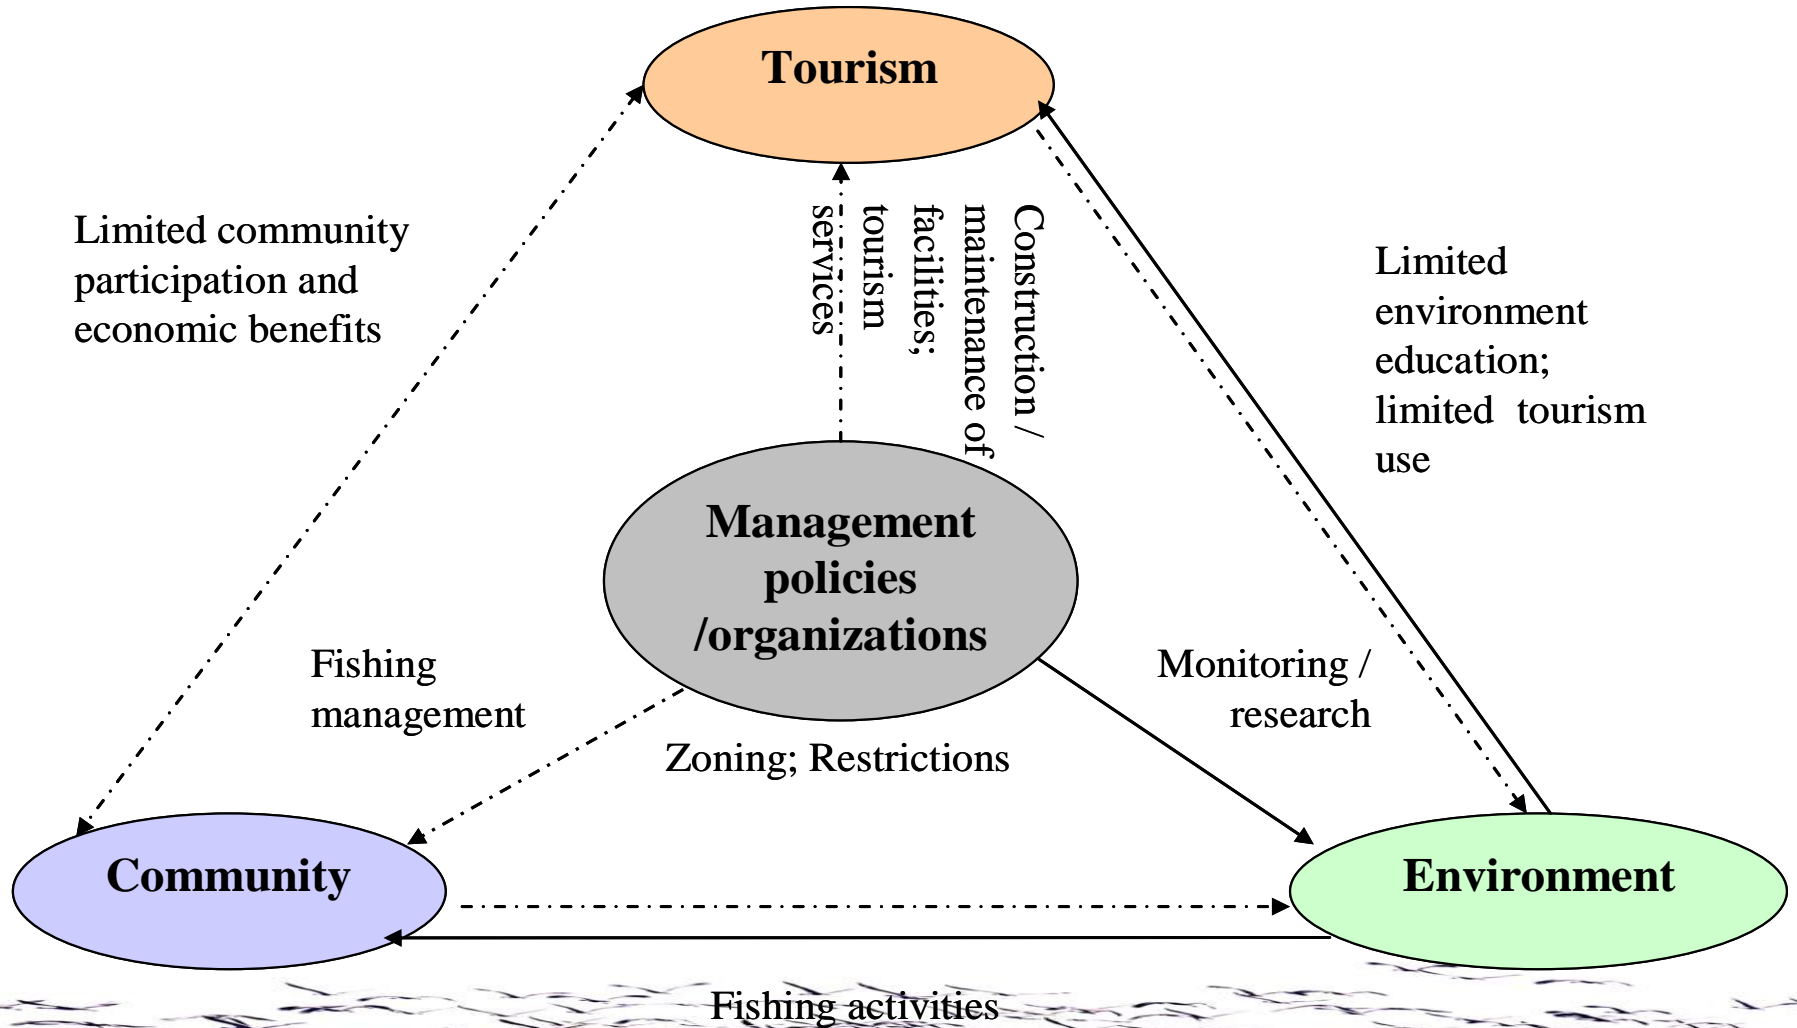 Tourism
Limited community
participation and
economic benefits
Construction /
maintenance of
facilities;
tourism
services
Limited
environment
education;
limited tourism
use
Management
policies
/organizations
Fishing
management
Monitoring /
research
Zoning; Restrictions
Community
Environment
Fishing activities